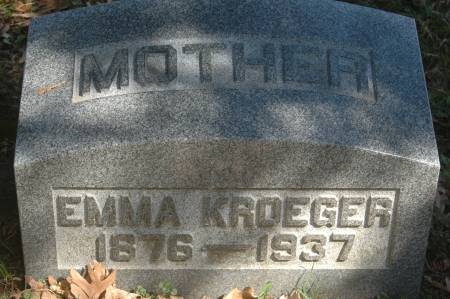 MOTHER
EMMA KROEGER
1876 — 1937